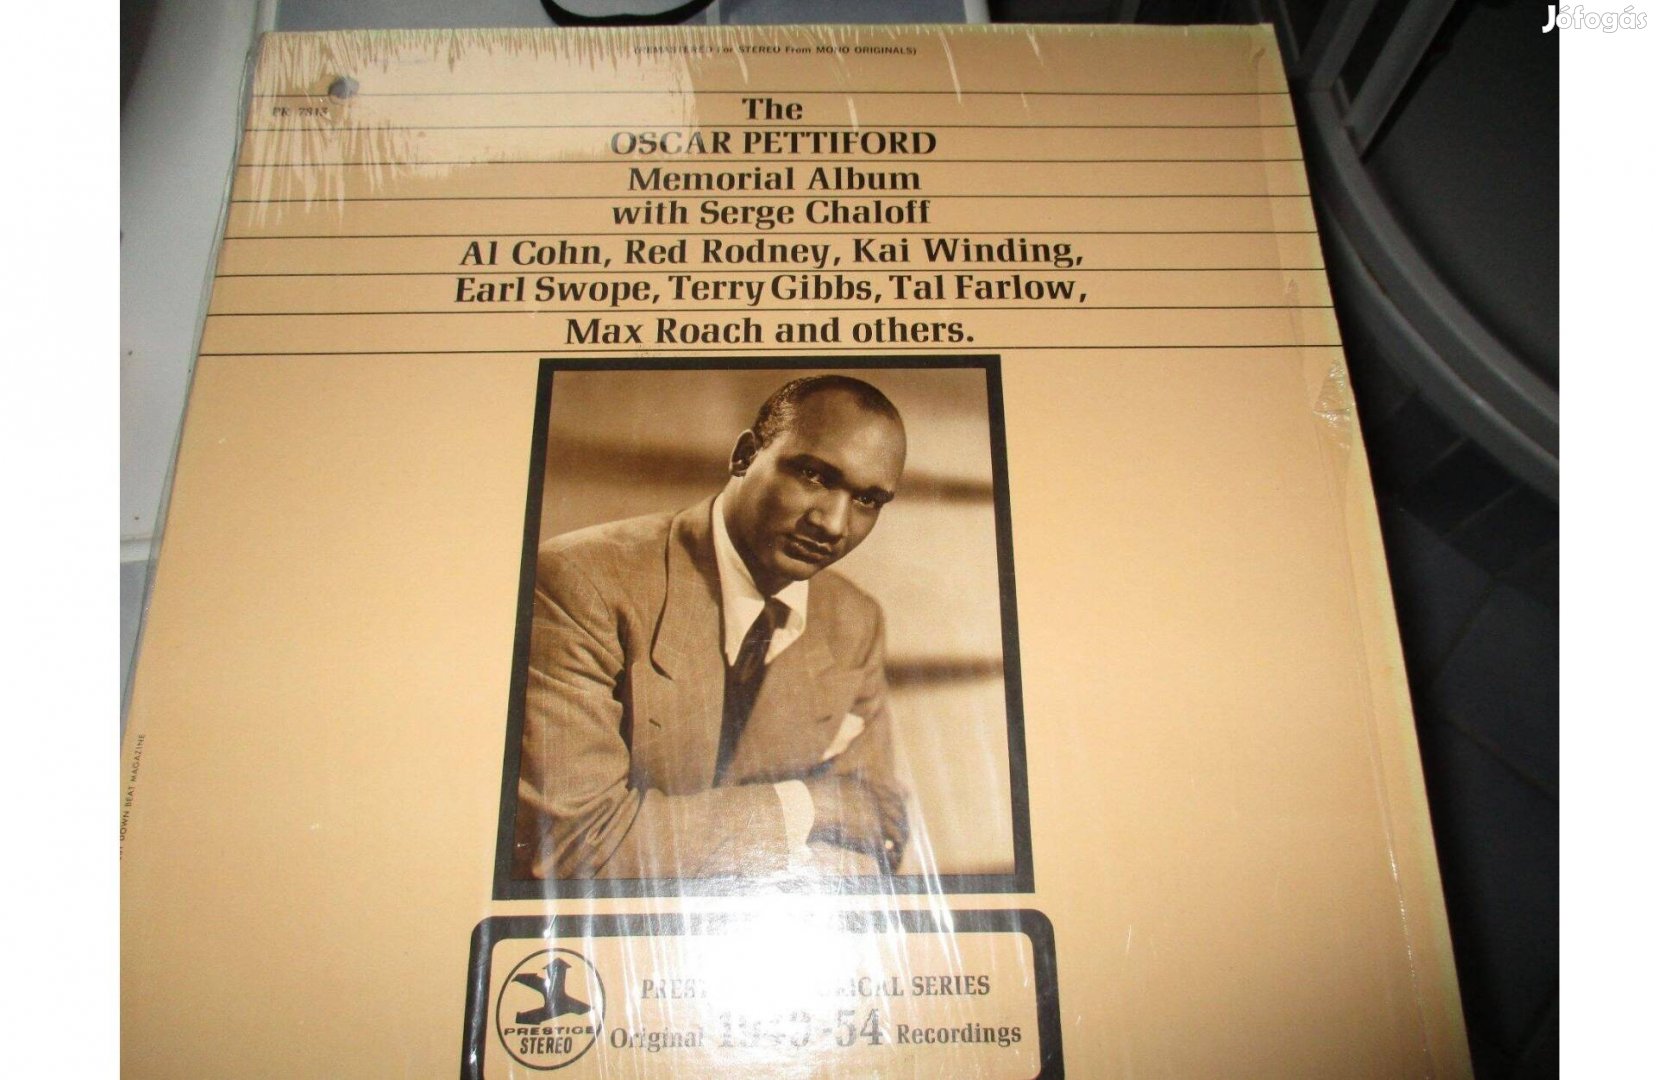 Jófogás
(REMASTERED For STEREO From MONO ORIGINALS)
PR 7813
The
OSCAR PETTIFORD
Memorial Album
with Serge Chaloff
Al Cohn, Red Rodney, Kai Winding,
Earl Swope, Terry Gibbs, Tal Farlow,
Max Roach and others.
DOWN BEAT MAGAZINE
SERIES
PRESTIGE
STEREO
Original 1949-54 Recordings